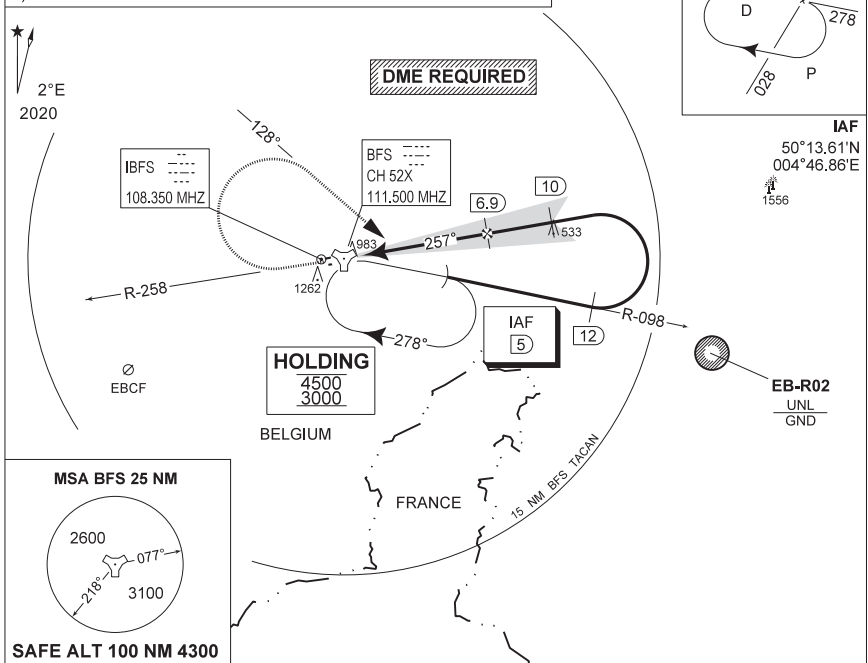 D
278
028
P
2°E
2020
DME REQUIRED
IAF
50°13.61'N
004°46.86'E
1556
128°
IBFS
108.350 MHZ
BFS
CH 52X
111.500 MHZ
6.9
10
983
257°
533
1262
R-258
R-098
12
278°
IAF
5
HOLDING
4500
3000
EBCF
EB-R02
UNL
GND
BELGIUM
FRANCE
15 NM BFS TACAN
MSA BFS 25 NM
2600
077°
218°
3100
SAFE ALT 100 NM 4300